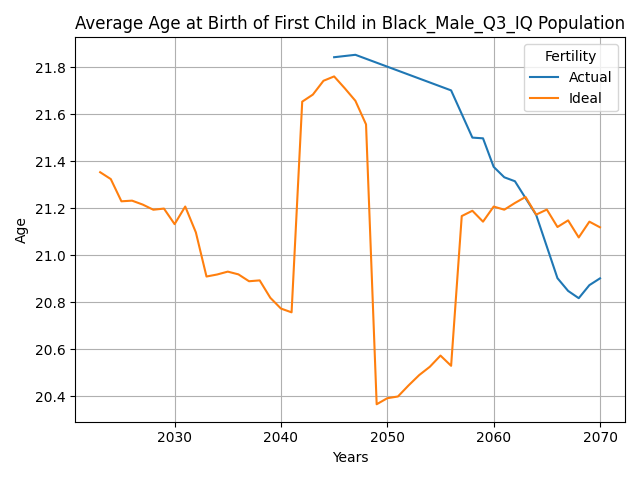 Average Age at Birth of First Child in Black_Male_Q3_IQ Population
Fertility
Actual
Ideal
Age
21.8
21.6
21.4
21.2
21.0
20.8
20.6
20.4
2030 2040 2050 2060 2070
Years